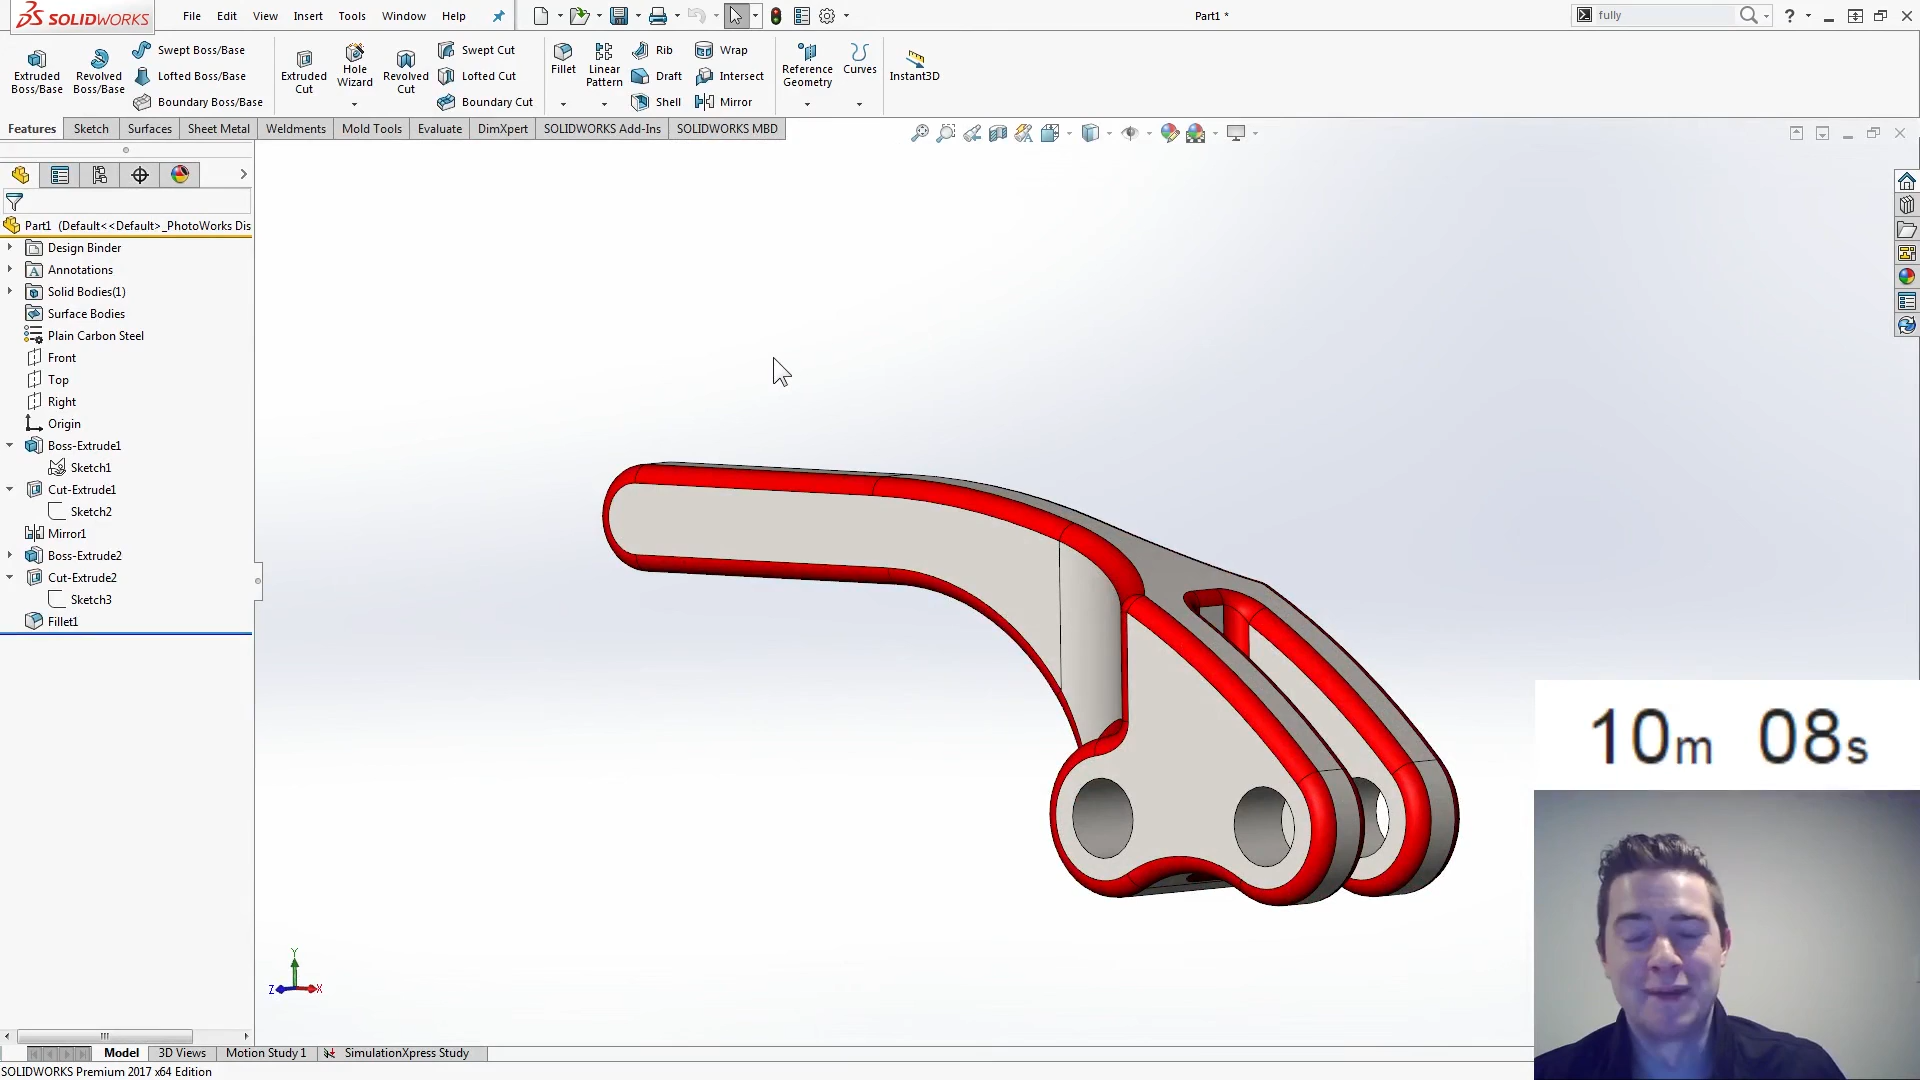 SOLIDWORKS File Edit View Insert Tools Window Help Part1 * fully ?
Extruded Boss/Base
Revolved Boss/Base
Swept Boss/Base
Lofted Boss/Base
Boundary Boss/Base
Extruded Cut
Hole Wizard
Revolved Cut
Swept Cut
Lofted Cut
Boundary Cut
Fillet
Linear Pattern
Rib
Draft
Shell
Wrap
Intersect
Mirror
Reference Geometry
Curves
Instant3D
Features Sketch Surfaces Sheet Metal Weldments Mold Tools Evaluate DimXpert SOLIDWORKS Add-Ins SOLIDWORKS MBD
Part1 (Default<<Default>_PhotoWorks Dis
Design Binder
Annotations
Solid Bodies(1)
Surface Bodies
Plain Carbon Steel
Front
Top
Right
Origin
Boss-Extrude1
Sketch1
Cut-Extrude1
Sketch2
Mirror1
Boss-Extrude2
Cut-Extrude2
Sketch3
Fillet1
10m 08s
Y
Z X
Model 3D Views Motion Study 1 SimulationXpress Study
SOLIDWORKS Premium 2017 x64 Edition